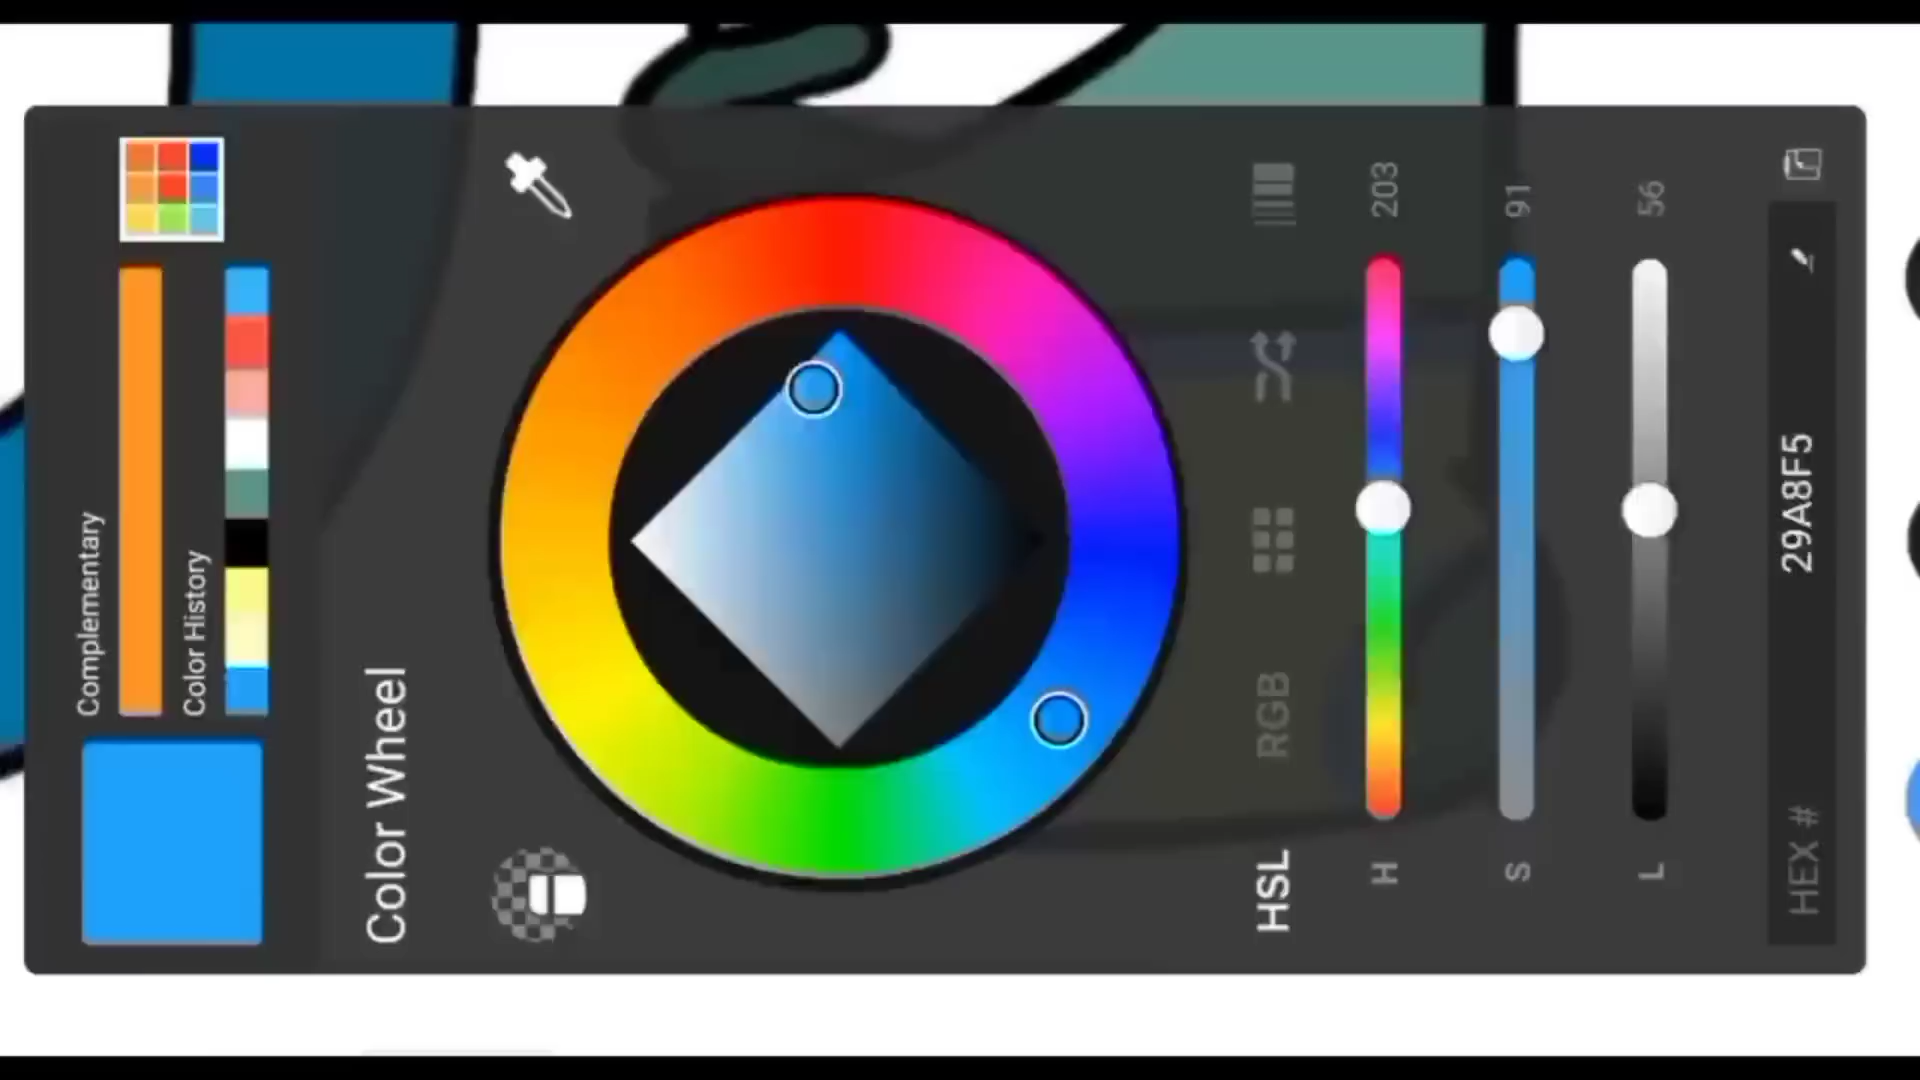 Complementary
Color History
Color Wheel
HSL
RGB
H
203
S
91
L
56
HEX #
29A8F5